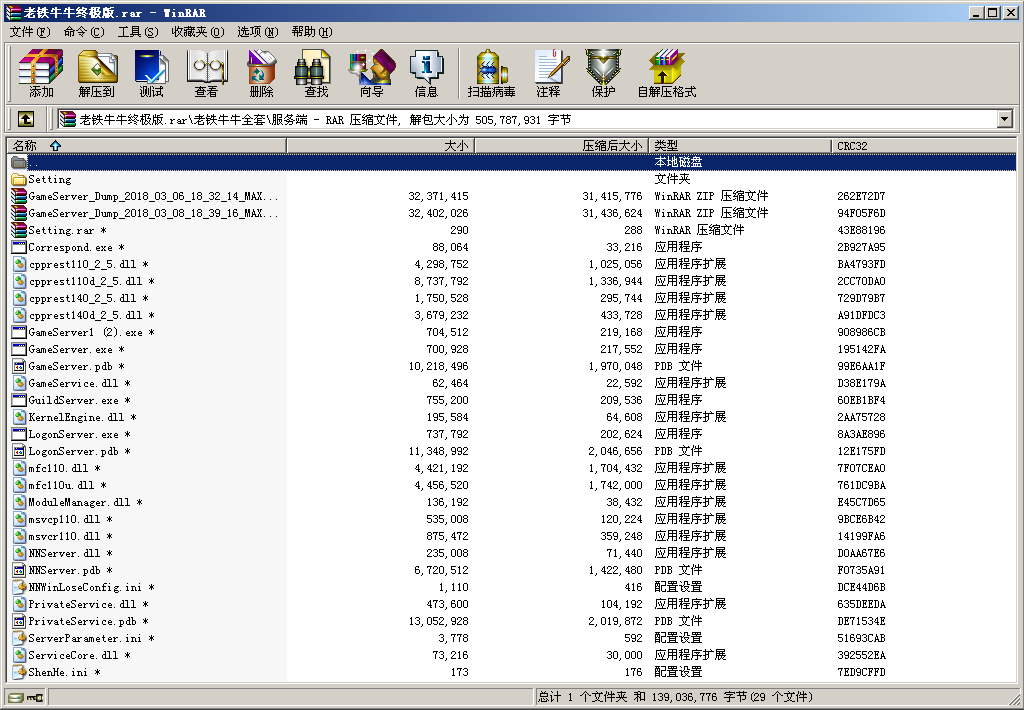 老铁牛牛终极版.rar - WinRAR
文件(F) 命令(C) 工具(S) 收藏夹(O) 选项(N) 帮助(H)
添加 解压到 测试 查看 删除 查找 向导 信息 扫描病毒 注释 保护 自解压格式
老铁牛牛终极版.rar\老铁牛牛全套\服务端 - RAR 压缩文件, 解包大小为 505,787,931 字节
名称 大小 压缩后大小 类型 CRC32
.. 本地磁盘
Setting 文件夹
GameServer_Dump_2018_03_06_18_32_14_MAX... 32,371,415 31,415,776 WinRAR ZIP 压缩文件 262E72D7
GameServer_Dump_2018_03_08_18_39_16_MAX... 32,402,026 31,436,624 WinRAR ZIP 压缩文件 94F05F6D
Setting.rar * 290 288 WinRAR 压缩文件 43E88196
Correspond.exe * 88,064 33,216 应用程序 2B927A95
cpprest110_2_5.dll * 4,298,752 1,025,056 应用程序扩展 BA4793FD
cpprest110d_2_5.dll * 8,737,792 1,336,944 应用程序扩展 2CC70DA0
cpprest140_2_5.dll * 1,750,528 295,744 应用程序扩展 729D79B7
cpprest140d_2_5.dll * 3,679,232 433,728 应用程序扩展 A91DFDC3
GameServer1 (2).exe * 704,512 219,168 应用程序 908986CB
GameServer.exe * 700,928 217,552 应用程序 195142FA
GameServer.pdb * 10,218,496 1,970,048 PDB 文件 99E6AA1F
GameService.dll * 62,464 22,592 应用程序扩展 D38E179A
GuildServer.exe * 755,200 209,536 应用程序 60EB1BF4
KernelEngine.dll * 195,584 64,608 应用程序扩展 2AA75728
LogonServer.exe * 737,792 202,624 应用程序 8A3AE896
LogonServer.pdb * 11,348,992 2,046,656 PDB 文件 12E175FD
mfc110.dll * 4,421,192 1,704,432 应用程序扩展 7F07CEA0
mfc110u.dll * 4,456,520 1,742,000 应用程序扩展 761DC9BA
ModuleManager.dll * 136,192 38,432 应用程序扩展 E45C7D65
msvcp110.dll * 535,008 120,224 应用程序扩展 9BCE6B42
msvcr110.dll * 875,472 359,248 应用程序扩展 14199FA6
NNServer.dll * 235,008 71,440 应用程序扩展 D0AA67E6
NNServer.pdb * 6,720,512 1,422,480 PDB 文件 F0735A91
NNWinLoseConfig.ini * 1,110 416 配置设置 DCE44D6B
PrivateService.dll * 473,600 104,192 应用程序扩展 635DEEDA
PrivateService.pdb * 13,052,928 2,019,872 PDB 文件 DE71534E
ServerParameter.ini * 3,778 592 配置设置 51693CAB
ServiceCore.dll * 73,216 30,000 应用程序扩展 392552EA
ShenHe.ini * 173 176 配置设置 7ED9CFFD
总计 1 个文件夹 和 139,036,776 字节(29 个文件)